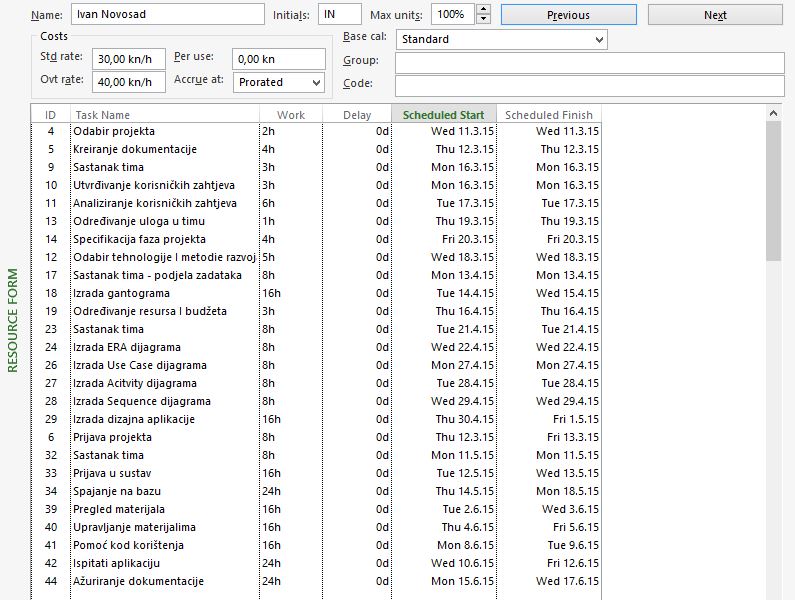 Name: Ivan Novosad Initials: IN Max units: 100% Previous Next
Costs
Std rate: 30,00 kn/h Per use: 0,00 kn
Ovt rate: 40,00 kn/h Accrue at: Prorated
Base cal: Standard
Group:
Code:
RESOURCE FORM
ID Task Name Work Delay Scheduled Start Scheduled Finish
4 Odabir projekta 2h 0d Wed 11.3.15 Wed 11.3.15
5 Kreiranje dokumentacije 4h 0d Thu 12.3.15 Thu 12.3.15
9 Sastanak tima 3h 0d Mon 16.3.15 Mon 16.3.15
10 Utvrđivanje korisničkih zahtjeva 3h 0d Mon 16.3.15 Mon 16.3.15
11 Analiziranje korisničkih zahtjeva 6h 0d Tue 17.3.15 Tue 17.3.15
13 Određivanje uloga u timu 1h 0d Thu 19.3.15 Thu 19.3.15
14 Specifikacija faza projekta 4h 0d Fri 20.3.15 Fri 20.3.15
12 Odabir tehnologije I metodie razvoj 5h 0d Wed 18.3.15 Wed 18.3.15
17 Sastanak tima - podjela zadataka 8h 0d Mon 13.4.15 Mon 13.4.15
18 Izrada gantograma 16h 0d Tue 14.4.15 Wed 15.4.15
19 Određivanje resursa I budžeta 3h 0d Thu 16.4.15 Thu 16.4.15
23 Sastanak tima 8h 0d Tue 21.4.15 Tue 21.4.15
24 Izrada ERA dijagrama 8h 0d Wed 22.4.15 Wed 22.4.15
26 Izrada Use Case dijagrama 8h 0d Mon 27.4.15 Mon 27.4.15
27 Izrada Acitvity dijagrama 8h 0d Tue 28.4.15 Tue 28.4.15
28 Izrada Sequence dijagrama 8h 0d Wed 29.4.15 Wed 29.4.15
29 Izrada dizajna aplikacije 16h 0d Thu 30.4.15 Fri 1.5.15
6 Prijava projekta 8h 0d Thu 12.3.15 Fri 13.3.15
32 Sastanak tima 8h 0d Mon 11.5.15 Mon 11.5.15
33 Prijava u sustav 16h 0d Tue 12.5.15 Wed 13.5.15
34 Spajanje na bazu 24h 0d Thu 14.5.15 Mon 18.5.15
39 Pregled materijala 16h 0d Tue 2.6.15 Wed 3.6.15
40 Upravljanje materijalima 16h 0d Thu 4.6.15 Fri 5.6.15
41 Pomoć kod korištenja 16h 0d Mon 8.6.15 Tue 9.6.15
42 Ispitati aplikaciju 24h 0d Wed 10.6.15 Fri 12.6.15
44 Ažuriranje dokumentacije 24h 0d Mon 15.6.15 Wed 17.6.15